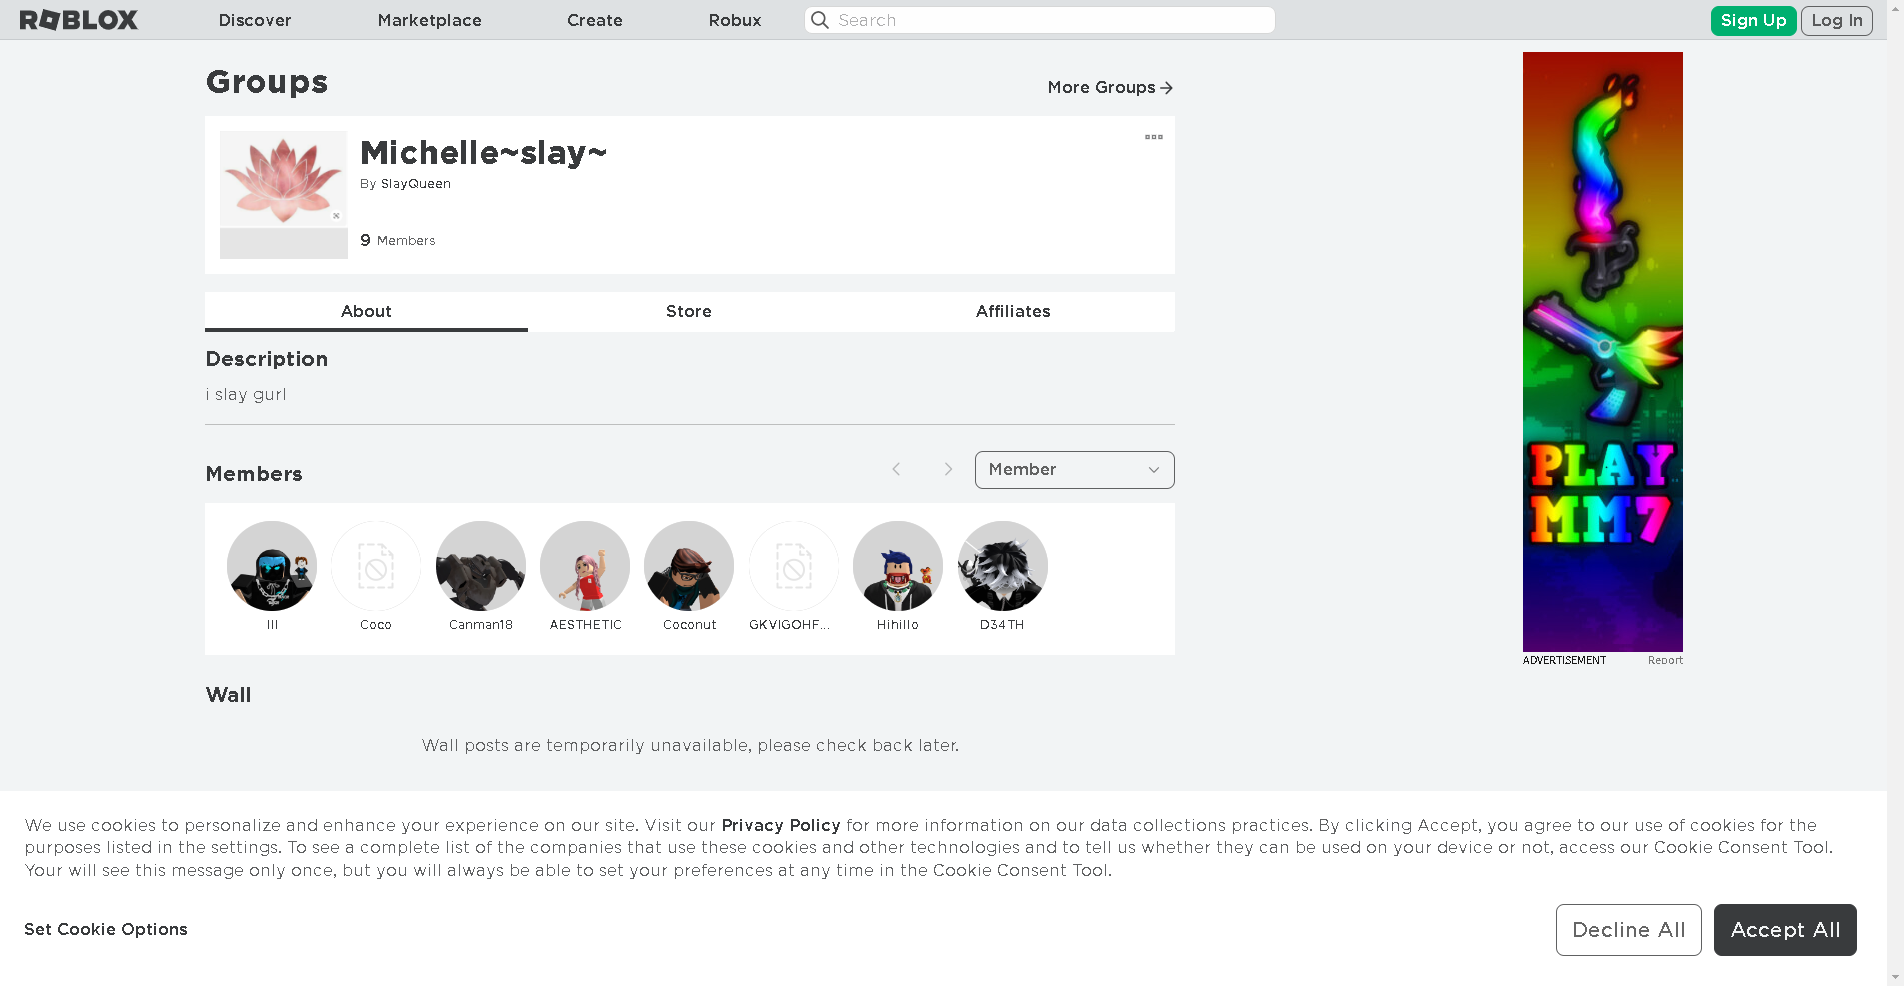 ROBLOX Discover Marketplace Create Robux Search Sign Up Log In
Groups
More Groups
Michelle~slay~
By SlayQueen
9 Members
About Store Affiliates
Description
i slay gurl
Members
Member
III Coco Canman18 AESTHETIC Coconut GKVIGOHF... Hihillo D34TH
Wall
Wall posts are temporarily unavailable, please check back later.
PLAY
MM7
ADVERTISEMENT Report
We use cookies to personalize and enhance your experience on our site. Visit our Privacy Policy for more information on our data collections practices. By clicking Accept, you agree to our use of cookies for the
purposes listed in the settings. To see a complete list of the companies that use these cookies and other technologies and to tell us whether they can be used on your device or not, access our Cookie Consent Tool.
Your will see this message only once, but you will always be able to set your preferences at any time in the Cookie Consent Tool.
Set Cookie Options
Decline All Accept All